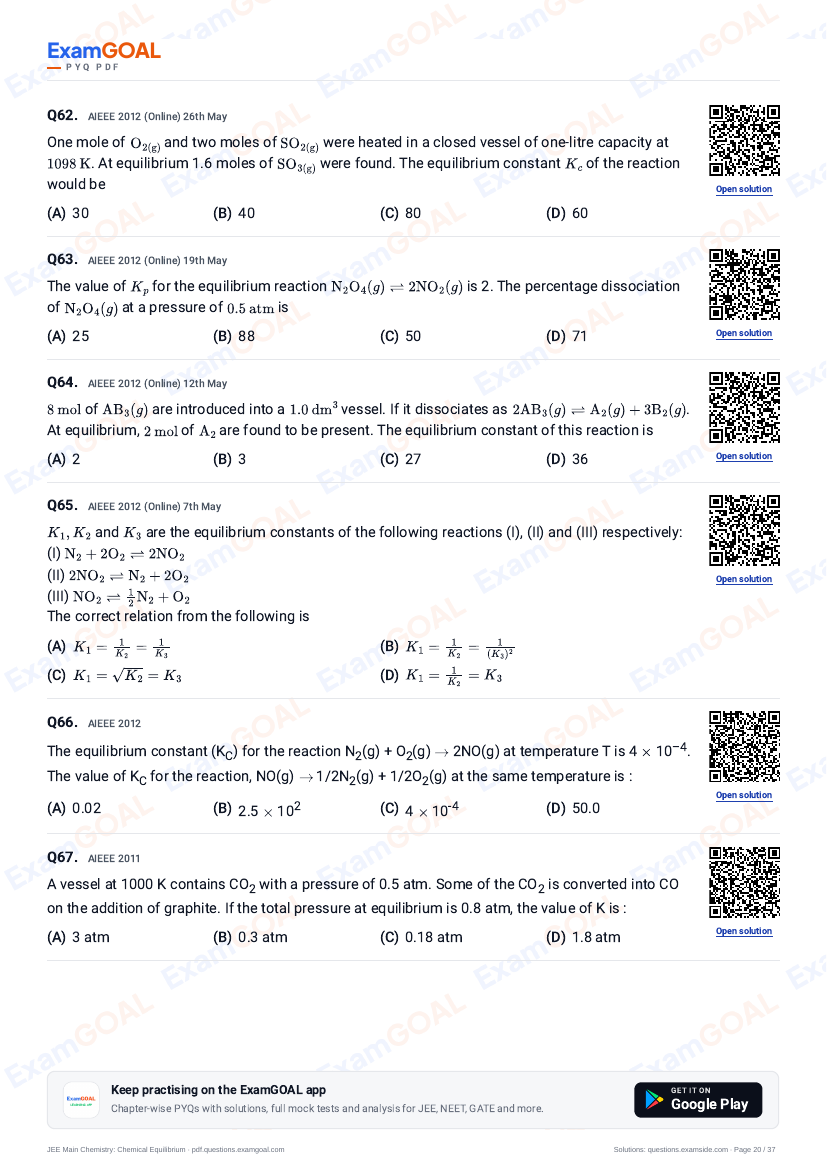 ExamGOAL
PYQ PDF
Q62. AIEEE 2012 (Online) 26th May
One mole of O₂(g) and two moles of SO₂(g) were heated in a closed vessel of one-litre capacity at
1098 K. At equilibrium 1.6 moles of SO₃(g) were found. The equilibrium constant K_c of the reaction
would be
(A) 30 (B) 40 (C) 80 (D) 60
Open solution
Q63. AIEEE 2012 (Online) 19th May
The value of K_p for the equilibrium reaction N₂O₄(g) ⇌ 2NO₂(g) is 2. The percentage dissociation
of N₂O₄(g) at a pressure of 0.5 atm is
(A) 25 (B) 88 (C) 50 (D) 71
Open solution
Q64. AIEEE 2012 (Online) 12th May
8 mol of AB₃(g) are introduced into a 1.0 dm³ vessel. If it dissociates as 2AB₃(g) ⇌ A₂(g) + 3B₂(g).
At equilibrium, 2 mol of A₂ are found to be present. The equilibrium constant of this reaction is
(A) 2 (B) 3 (C) 27 (D) 36
Open solution
Q65. AIEEE 2012 (Online) 7th May
K₁, K₂ and K₃ are the equilibrium constants of the following reactions (I), (II) and (III) respectively:
(I) N₂ + 2O₂ ⇌ 2NO₂
(II) 2NO₂ ⇌ N₂ + 2O₂
(III) NO₂ ⇌ ½N₂ + O₂
The correct relation from the following is
(A) K₁ = 1/K₂ = 1/K₃ (B) K₁ = 1/K₂ = 1/(K₃)²
(C) K₁ = √K₂ = K₃ (D) K₁ = 1/K₂ = K₃
Open solution
Q66. AIEEE 2012
The equilibrium constant (K_C) for the reaction N₂(g) + O₂(g) → 2NO(g) at temperature T is 4 × 10⁻⁴.
The value of K_C for the reaction, NO(g) → 1/2N₂(g) + 1/2O₂(g) at the same temperature is :
(A) 0.02 (B) 2.5 × 10² (C) 4 × 10⁻⁴ (D) 50.0
Open solution
Q67. AIEEE 2011
A vessel at 1000 K contains CO₂ with a pressure of 0.5 atm. Some of the CO₂ is converted into CO
on the addition of graphite. If the total pressure at equilibrium is 0.8 atm, the value of K is :
(A) 3 atm (B) 0.3 atm (C) 0.18 atm (D) 1.8 atm
Open solution
Keep practising on the ExamGOAL app
Chapter-wise PYQs with solutions, full mock tests and analysis for JEE, NEET, GATE and more.
GET IT ON
Google Play
JEE Main Chemistry: Chemical Equilibrium · pdf.questions.examgoal.com
Solutions: questions.examside.com · Page 20 / 37